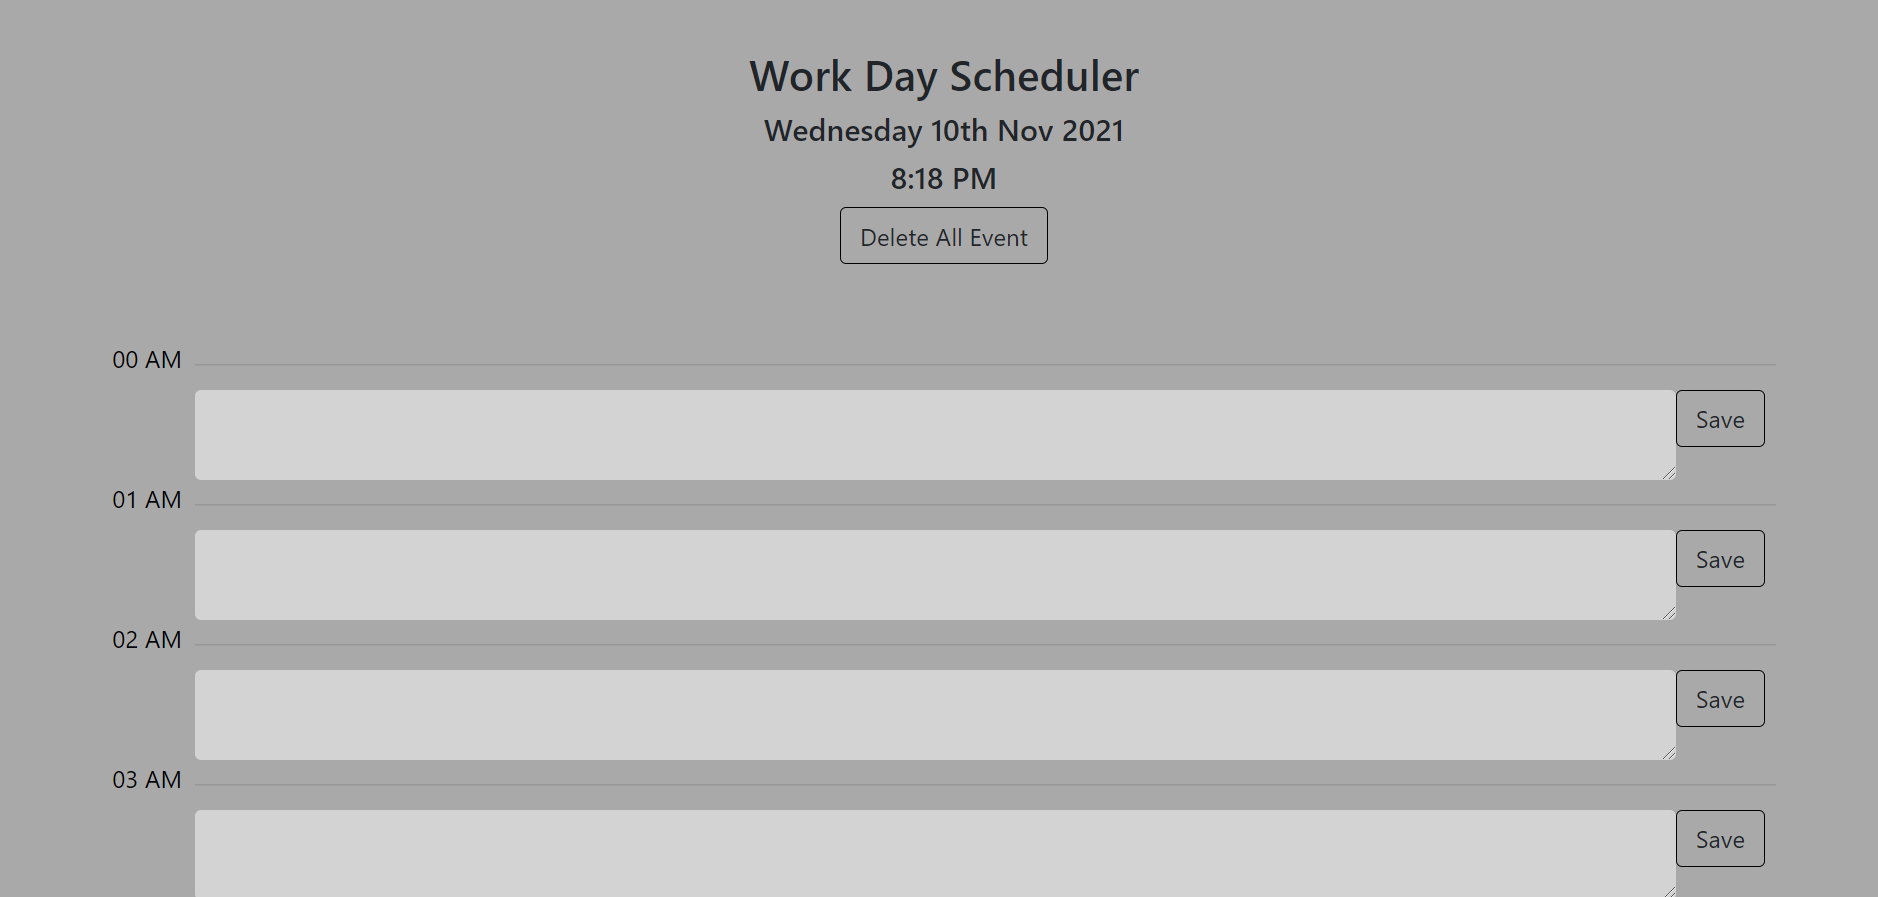 Work Day Scheduler
Wednesday 10th Nov 2021
8:18 PM
Delete All Event
00 AM
Save
01 AM
Save
02 AM
Save
03 AM
Save